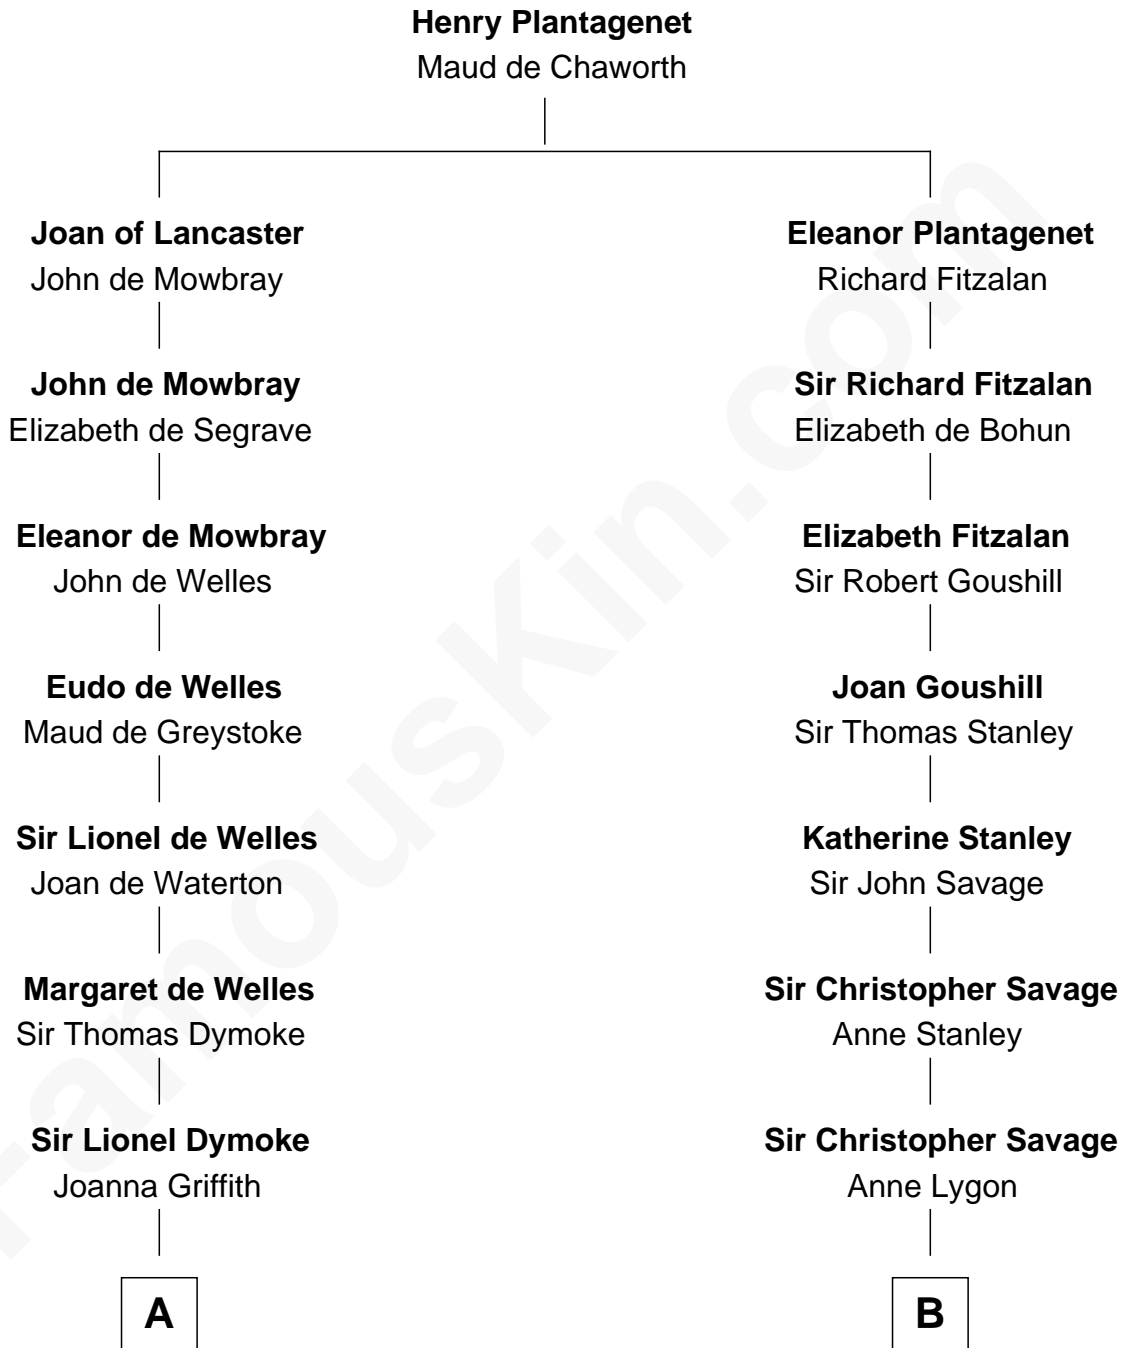 Henry Plantagenet
Maud de Chaworth
Joan of Lancaster
John de Mowbray
Eleanor Plantagenet
Richard Fitzalan
John de Mowbray
Elizabeth de Segrave
Sir Richard Fitzalan
Elizabeth de Bohun
Eleanor de Mowbray
John de Welles
Elizabeth Fitzalan
Sir Robert Goushill
Eudo de Welles
Maud de Greystoke
Joan Goushill
Sir Thomas Stanley
Sir Lionel de Welles
Joan de Waterton
Katherine Stanley
Sir John Savage
Margaret de Welles
Sir Thomas Dymoke
Sir Christopher Savage
Anne Stanley
Sir Lionel Dymoke
Joanna Griffith
Sir Christopher Savage
Anne Lygon
A
B
FamousKin.com